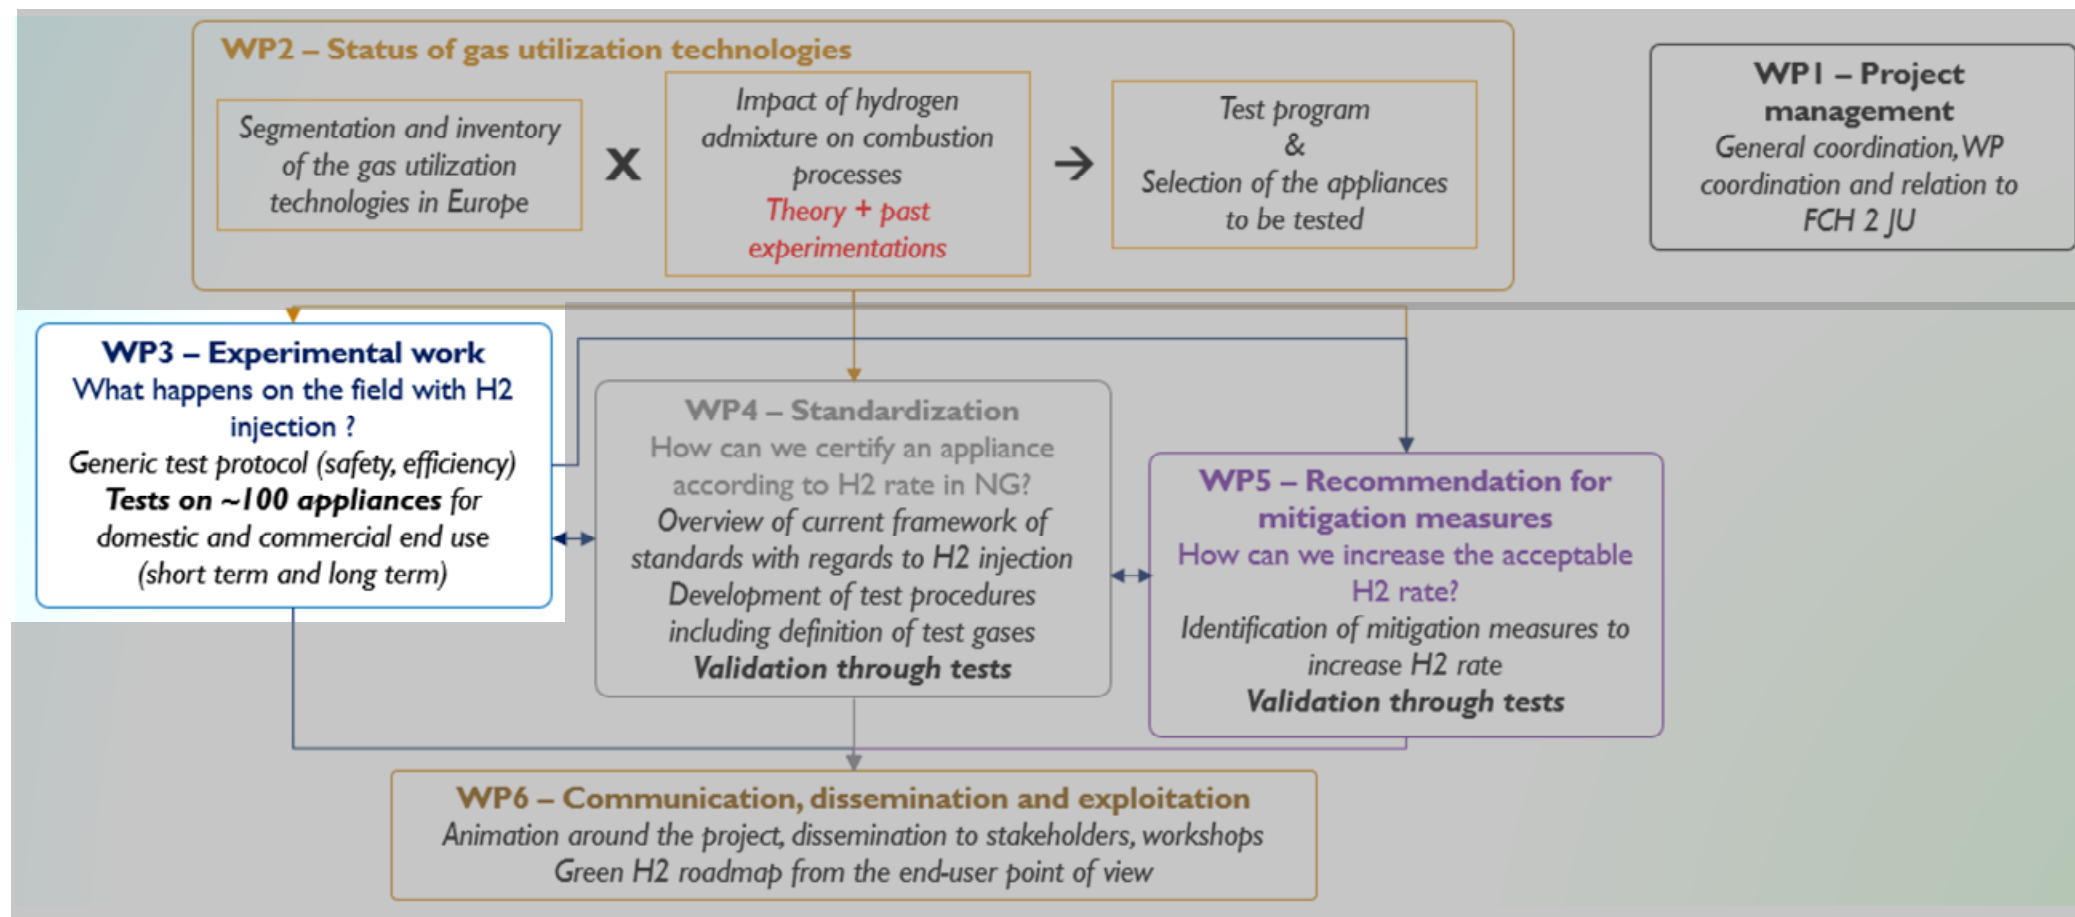 WP2 – Status of gas utilization technologies
Segmentation and inventory
of the gas utilization
technologies in Europe
X
Impact of hydrogen
admixture on combustion
processes
Theory + past
experimentations
→
Test program
&
Selection of the appliances
to be tested
WP1 – Project
management
General coordination, WP
coordination and relation to
FCH 2 JU
WP3 – Experimental work
What happens on the field with H2
injection ?
Generic test protocol (safety, efficiency)
Tests on ~100 appliances for
domestic and commercial end use
(short term and long term)
WP4 – Standardization
How can we certify an appliance
according to H2 rate in NG?
Overview of current framework of
standards with regards to H2 injection
Development of test procedures
including definition of test gases
Validation through tests
WP5 – Recommendation for
mitigation measures
How can we increase the acceptable
H2 rate?
Identification of mitigation measures to
increase H2 rate
Validation through tests
WP6 – Communication, dissemination and exploitation
Animation around the project, dissemination to stakeholders, workshops
Green H2 roadmap from the end-user point of view